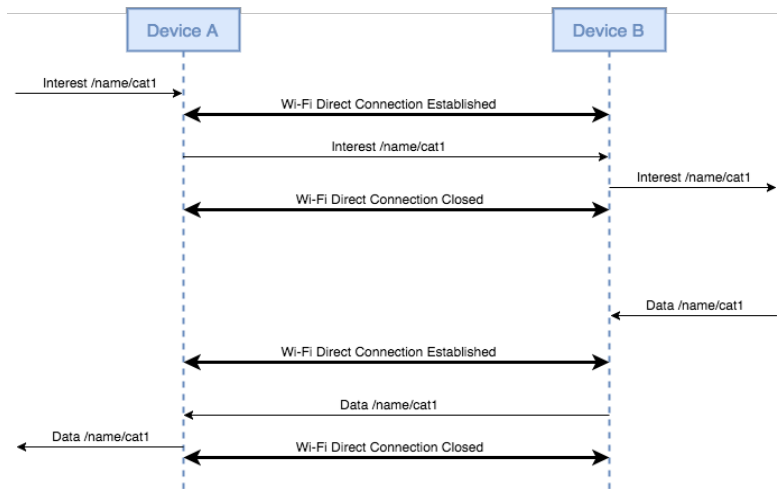 Device A
Device B
Interest /name/cat1
Wi-Fi Direct Connection Established
Interest /name/cat1
Interest /name/cat1
Wi-Fi Direct Connection Closed
Data /name/cat1
Wi-Fi Direct Connection Established
Data /name/cat1
Data /name/cat1
Wi-Fi Direct Connection Closed